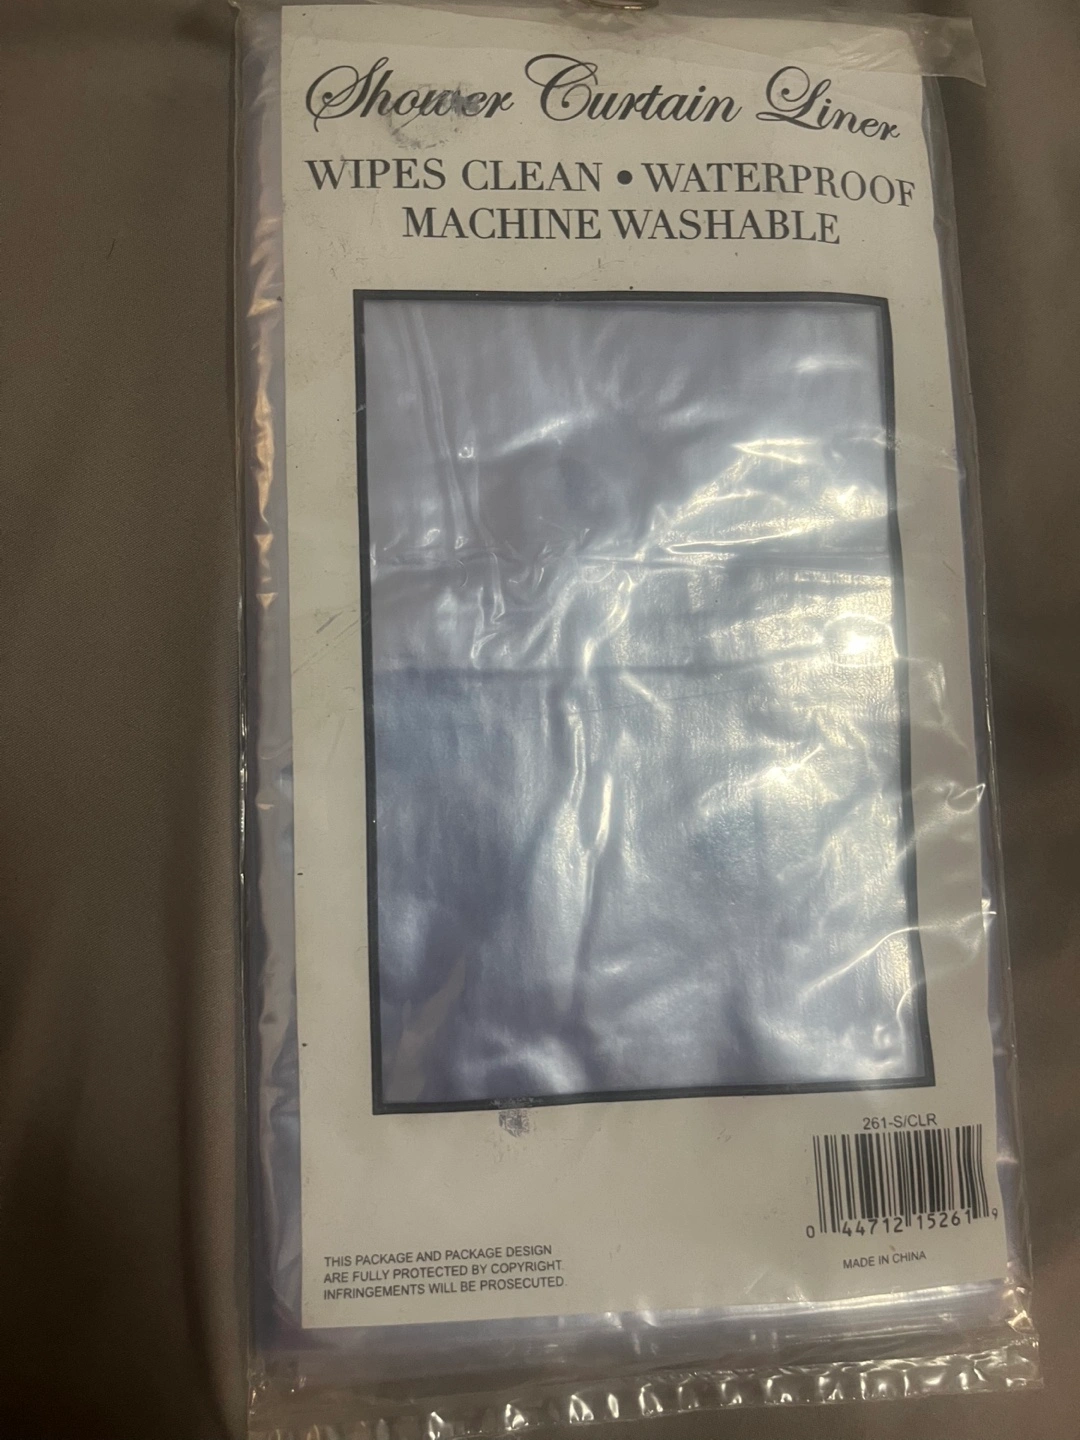 Shower Curtain Liner
WIPES CLEAN • WATERPROOF
MACHINE WASHABLE
261-S/CLR
0 44712 15261 9
MADE IN CHINA
THIS PACKAGE AND PACKAGE DESIGN
ARE FULLY PROTECTED BY COPYRIGHT.
INFRINGEMENTS WILL BE PROSECUTED.